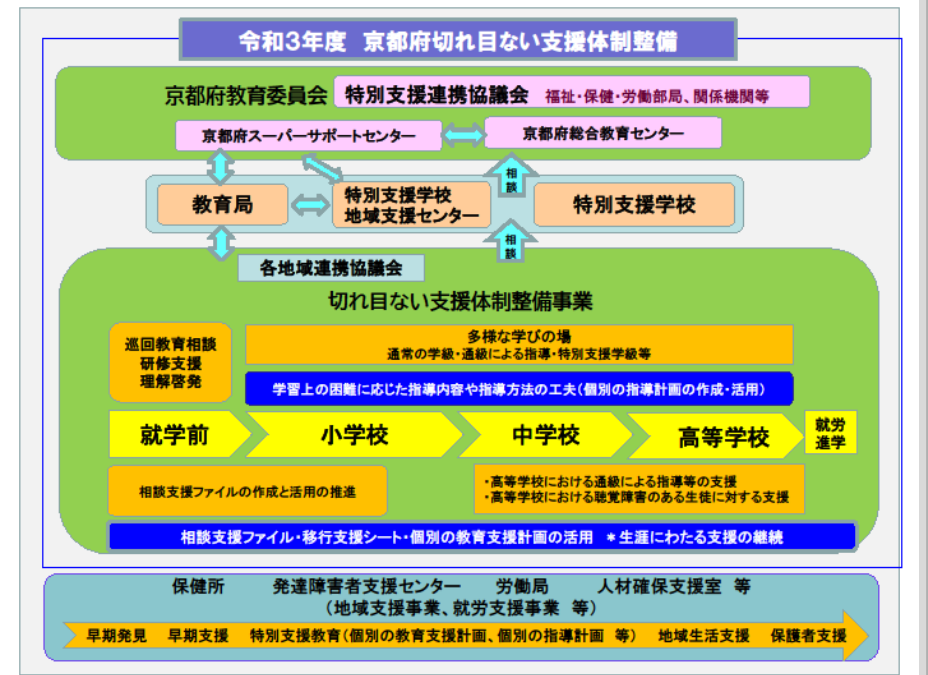 令和3年度 京都府切れ目ない支援体制整備
京都府教育委員会 特別支援連携協議会 福祉・保健・労働部局、関係機関等
京都府スーパーサポートセンター
京都府総合教育センター
相談
教育局
特別支援学校
地域支援センター
特別支援学校
相談
各地域連携協議会
切れ目ない支援体制整備事業
巡回教育相談
研修支援
理解啓発
多様な学びの場
通常の学級・通級による指導・特別支援学級等
学習上の困難に応じた指導内容や指導方法の工夫(個別の指導計画の作成・活用)
就学前
小学校
中学校
高等学校
就労
進学
相談支援ファイルの作成と活用の推進
・高等学校における通級による指導等の支援
・高等学校における聴覚障害のある生徒に対する支援
相談支援ファイル・移行支援シート・個別の教育支援計画の活用 *生涯にわたる支援の継続
保健所 発達障害者支援センター 労働局 人材確保支援室 等
(地域支援事業、就労支援事業 等)
早期発見 早期支援 特別支援教育(個別の教育支援計画、個別の指導計画 等) 地域生活支援 保護者支援